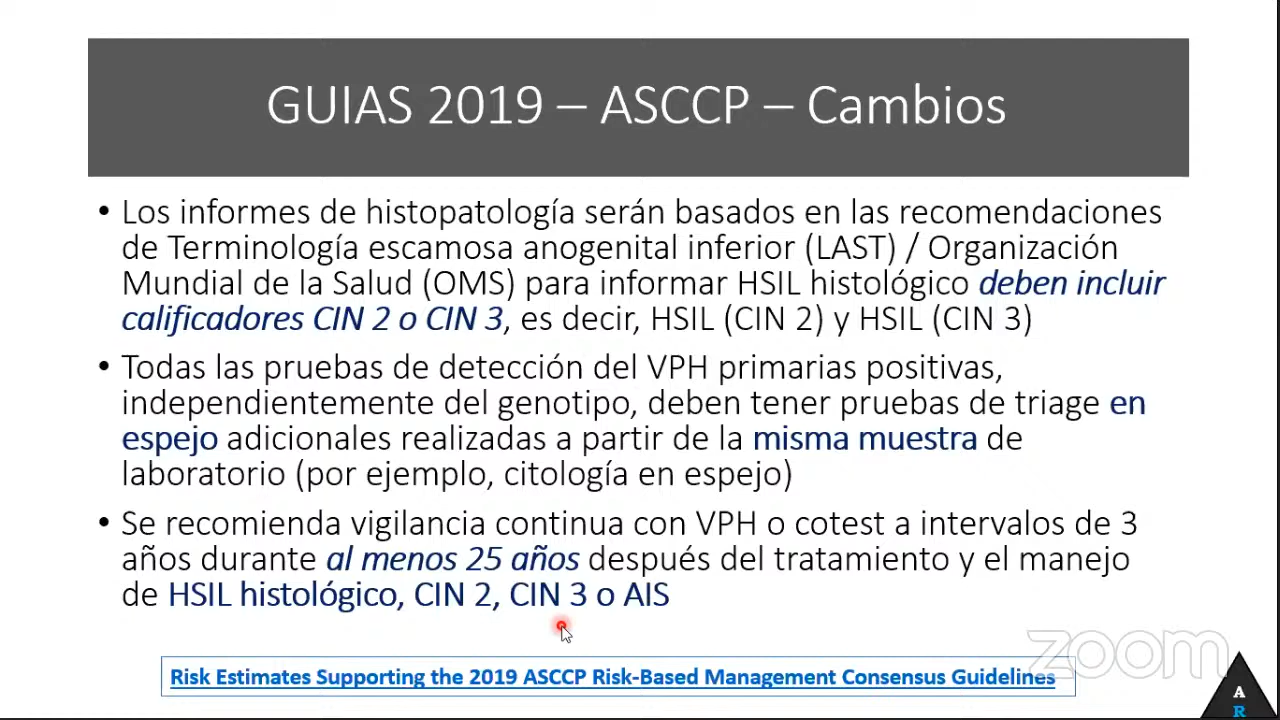 GUIAS 2019 – ASCCP – Cambios
• Los informes de histopatología serán basados en las recomendaciones
de Terminología escamosa anogenital inferior (LAST) / Organización
Mundial de la Salud (OMS) para informar HSIL histológico deben incluir
calificadores CIN 2 o CIN 3, es decir, HSIL (CIN 2) y HSIL (CIN 3)
• Todas las pruebas de detección del VPH primarias positivas,
independientemente del genotipo, deben tener pruebas de triage en
espejo adicionales realizadas a partir de la misma muestra de
laboratorio (por ejemplo, citología en espejo)
• Se recomienda vigilancia continua con VPH o cotest a intervalos de 3
años durante al menos 25 años después del tratamiento y el manejo
de HSIL histológico, CIN 2, CIN 3 o AIS
Risk Estimates Supporting the 2019 ASCCP Risk-Based Management Consensus Guidelines
zoom
A
R